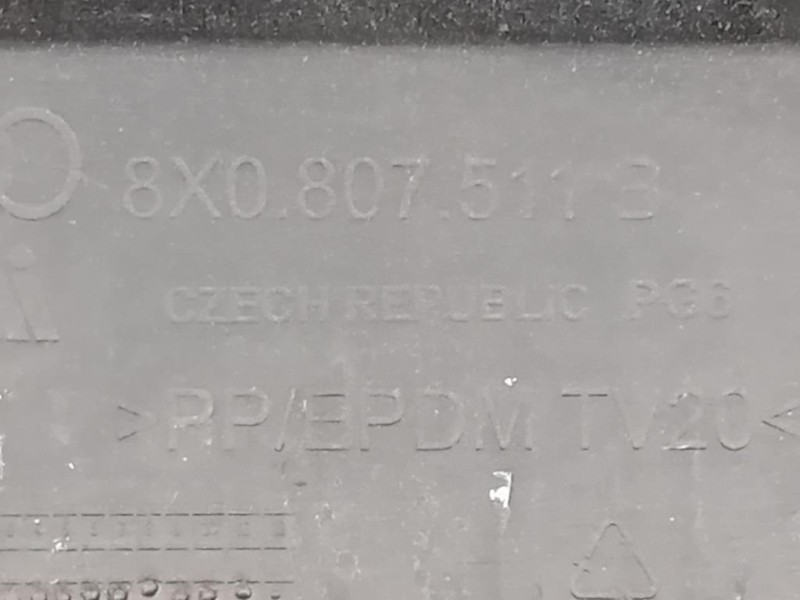 8X0.807.511 B
CZECH REPUBLIC PG6
>PP/EPDM TV20<